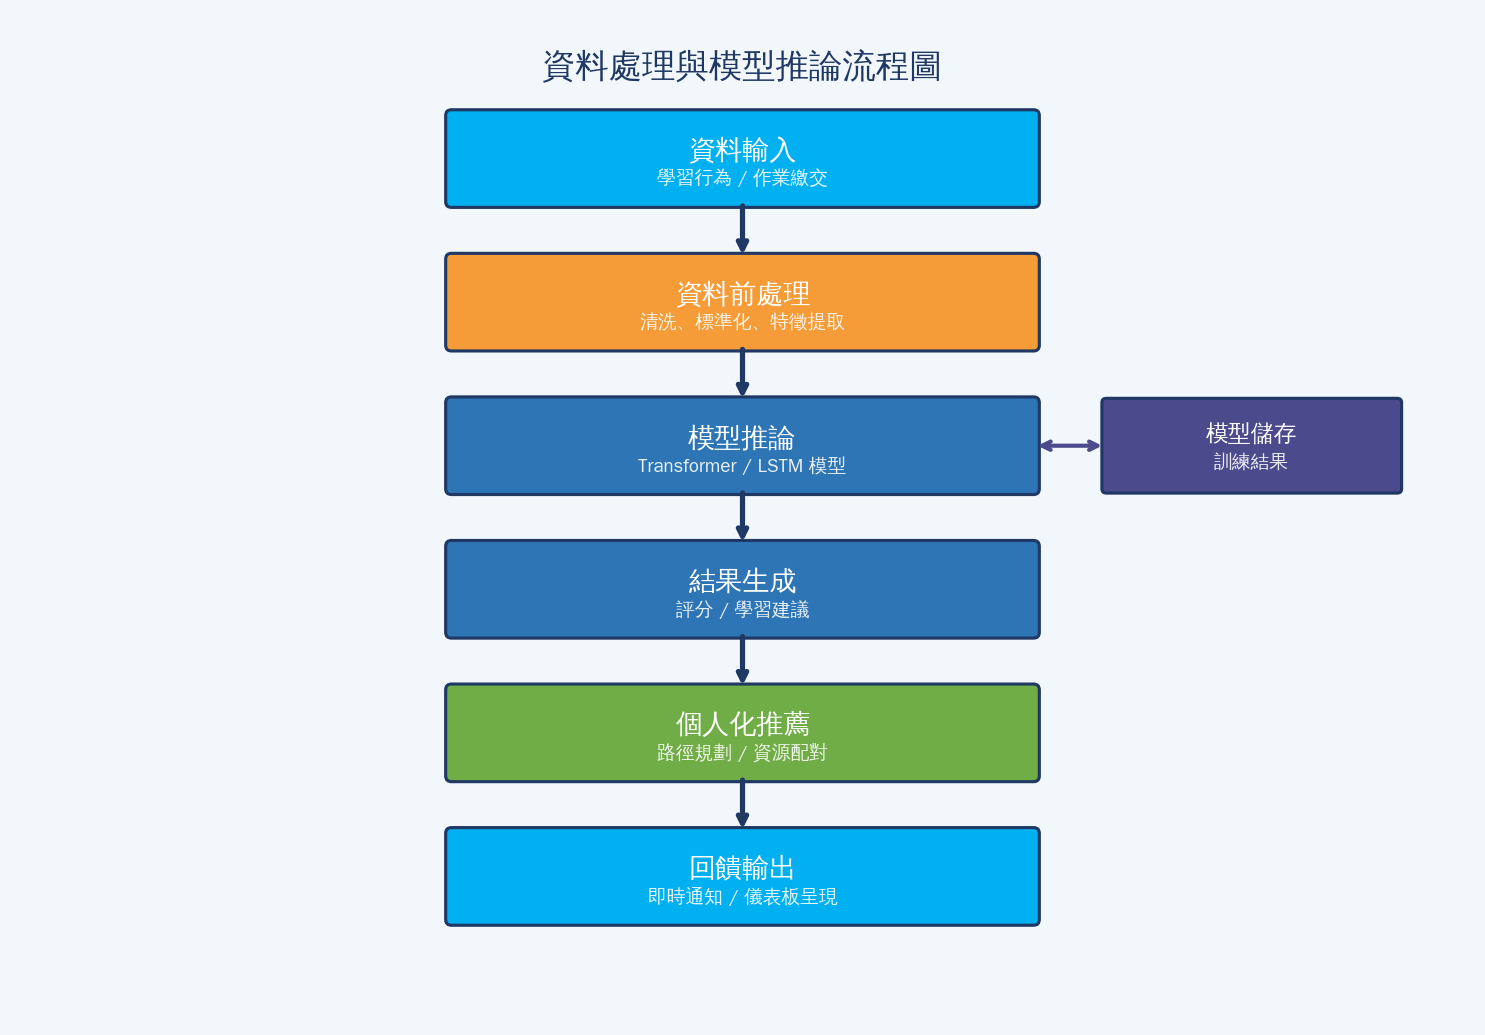 資料處理與模型推論流程圖
資料輸入
學習行為 / 作業繳交
資料前處理
清洗、標準化、特徵提取
模型推論
Transformer / LSTM 模型
模型儲存
訓練結果
結果生成
評分 / 學習建議
個人化推薦
路徑規劃 / 資源配對
回饋輸出
即時通知 / 儀表板呈現